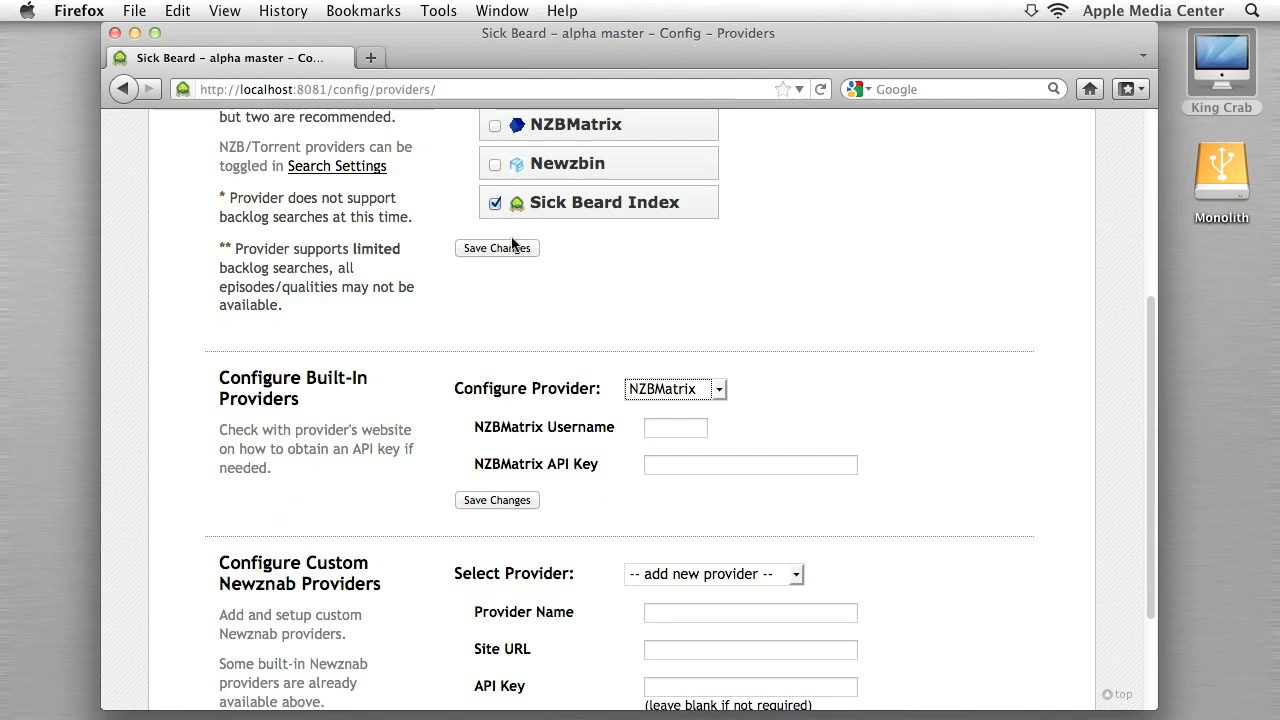 Firefox File Edit View History Bookmarks Tools Window Help Apple Media Center
Sick Beard - alpha master - Config - Providers
Sick Beard - alpha master - Co...
http://localhost:8081/config/providers/
Google
King Crab
Monolith
but two are recommended.
NZB/Torrent providers can be
toggled in Search Settings
* Provider does not support
backlog searches at this time.
** Provider supports limited
backlog searches, all
episodes/qualities may not be
available.
NZBMatrix
Newzbin
Sick Beard Index
Save Changes
Configure Built-In
Providers
Check with provider's website
on how to obtain an API key if
needed.
Configure Provider: NZBMatrix
NZBMatrix Username
NZBMatrix API Key
Save Changes
Configure Custom
Newznab Providers
Add and setup custom
Newznab providers.
Some built-in Newznab
providers are already
available above.
Select Provider: -- add new provider --
Provider Name
Site URL
API Key
(leave blank if not required)
top